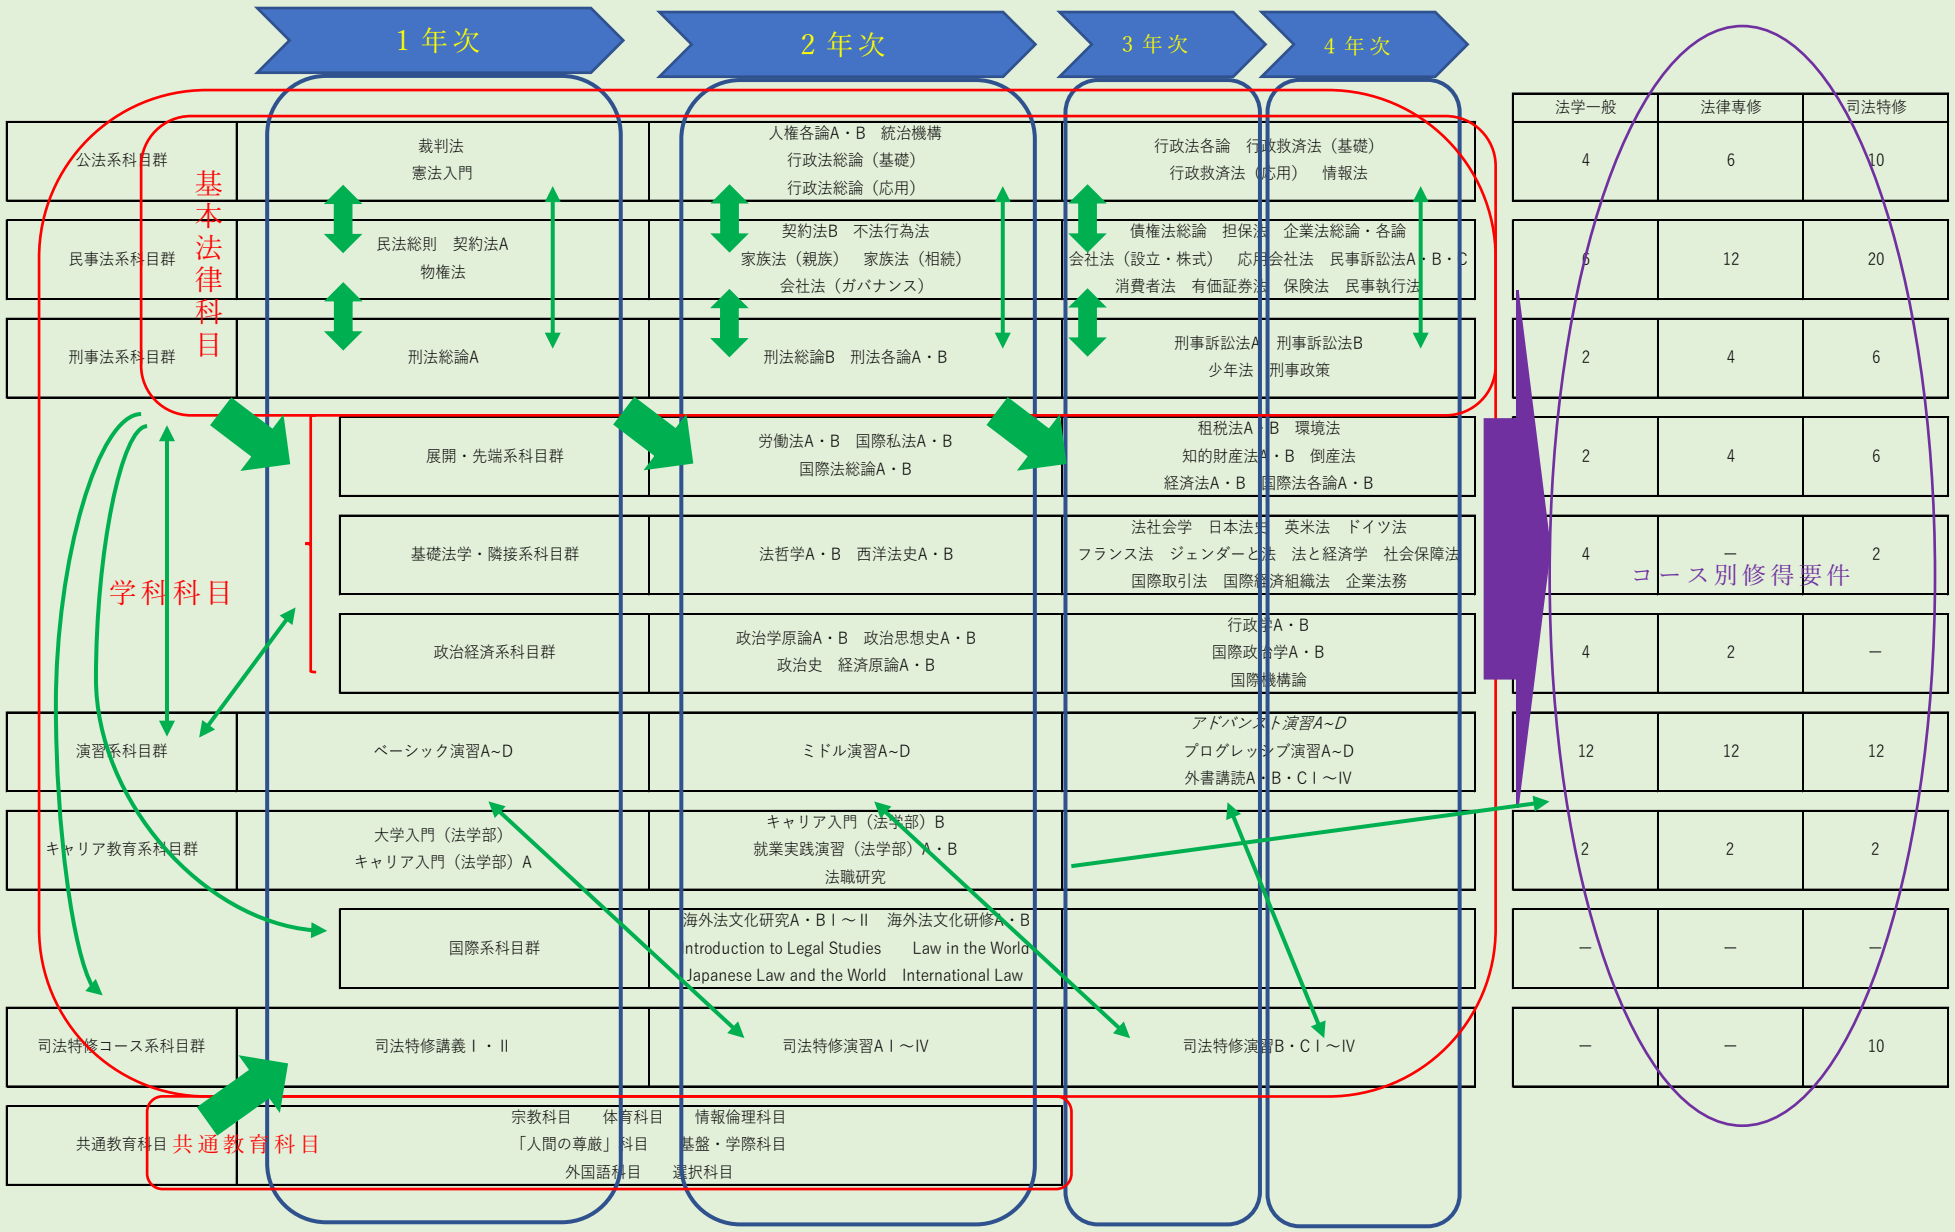 1 年次
2 年次
3 年次
4 年次
法学一般 法律専修 司法特修
公法系科目群
裁判法
憲法入門
人権各論A・B 統治機構
行政法総論（基礎）
行政法総論（応用）
行政法各論 行政救済法（基礎）
行政救済法（応用） 情報法
4 6 10
基本法律科目
民事法系科目群
民法総則 契約法A
物権法
契約法B 不法行為法
家族法（親族） 家族法（相続）
会社法（ガバナンス）
債権法総論 担保法 企業法総論・各論
会社法（設立・株式） 応用会社法 民事訴訟法A・B・C
消費者法 有価証券法 保険法 民事執行法
6 12 20
刑事法系科目群
刑法総論A
刑法総論B 刑法各論A・B
刑事訴訟法A 刑事訴訟法B
少年法 刑事政策
2 4 6
展開・先端系科目群
労働法A・B 国際私法A・B
国際法総論A・B
租税法A・B 環境法
知的財産法A・B 倒産法
経済法A・B 国際法各論A・B
2 4 6
基礎法学・隣接系科目群
法哲学A・B 西洋法史A・B
法社会学 日本法史 英米法 ドイツ法
フランス法 ジェンダーと法 法と経済学 社会保障法
国際取引法 国際経済組織法 企業法務
4 － 2
学科科目
コース別修得要件
政治経済系科目群
政治学原論A・B 政治思想史A・B
政治史 経済原論A・B
行政学A・B
国際政治学A・B
国際機構論
4 2 －
演習系科目群
ベーシック演習A~D
ミドル演習A~D
アドバンスト演習A~D
プログレッシブ演習A~D
外書講読A・B・CⅠ～Ⅳ
12 12 12
キャリア教育系科目群
大学入門（法学部）
キャリア入門（法学部）A
キャリア入門（法学部）B
就業実践演習（法学部）A・B
法職研究
2 2 2
国際系科目群
海外法文化研究A・BⅠ～Ⅱ 海外法文化研修A・B
Introduction to Legal Studies Law in the World
Japanese Law and the World International Law
－ － －
司法特修コース系科目群
司法特修講義Ⅰ・Ⅱ
司法特修演習AⅠ～Ⅳ
司法特修演習B・CⅠ～Ⅳ
－ － 10
共通教育科目
共通教育科目
宗教科目 体育科目 情報倫理科目
「人間の尊厳」科目 基盤・学際科目
外国語科目 選択科目